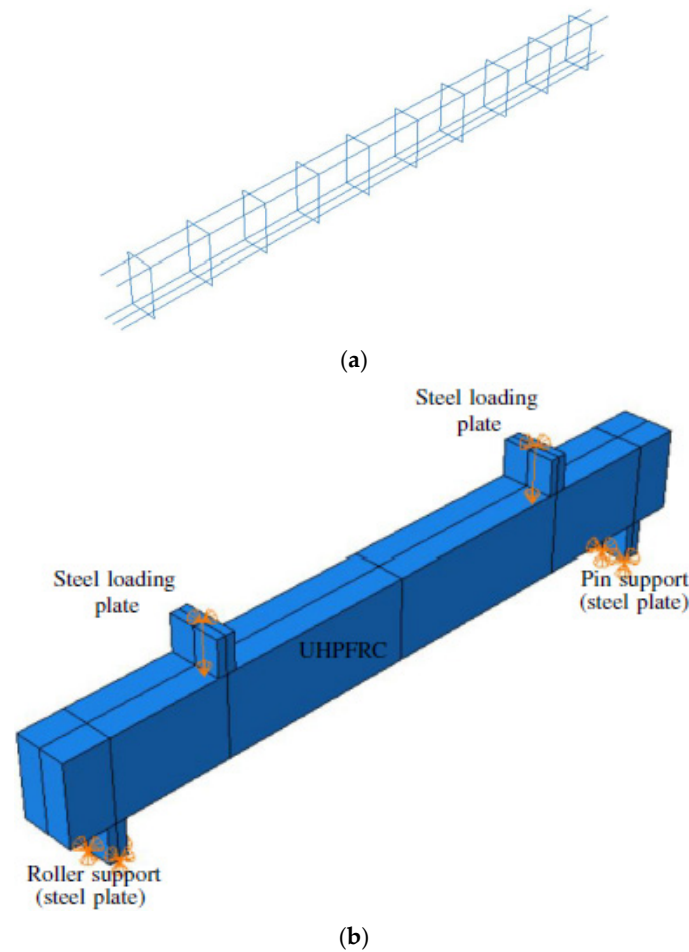 (a)
Steel loading
plate
Steel loading
plate
Pin support
(steel plate)
UHPFRC
Roller support
(steel plate)
(b)